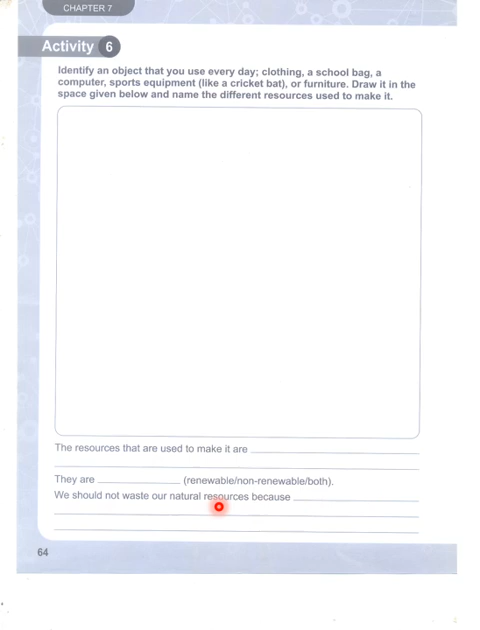 CHAPTER 7
Activity 6
Identify an object that you use every day; clothing, a school bag, a
computer, sports equipment (like a cricket bat), or furniture. Draw it in the
space given below and name the different resources used to make it.
The resources that are used to make it are
They are ____________ (renewable/non-renewable/both).
We should not waste our natural resources because
64